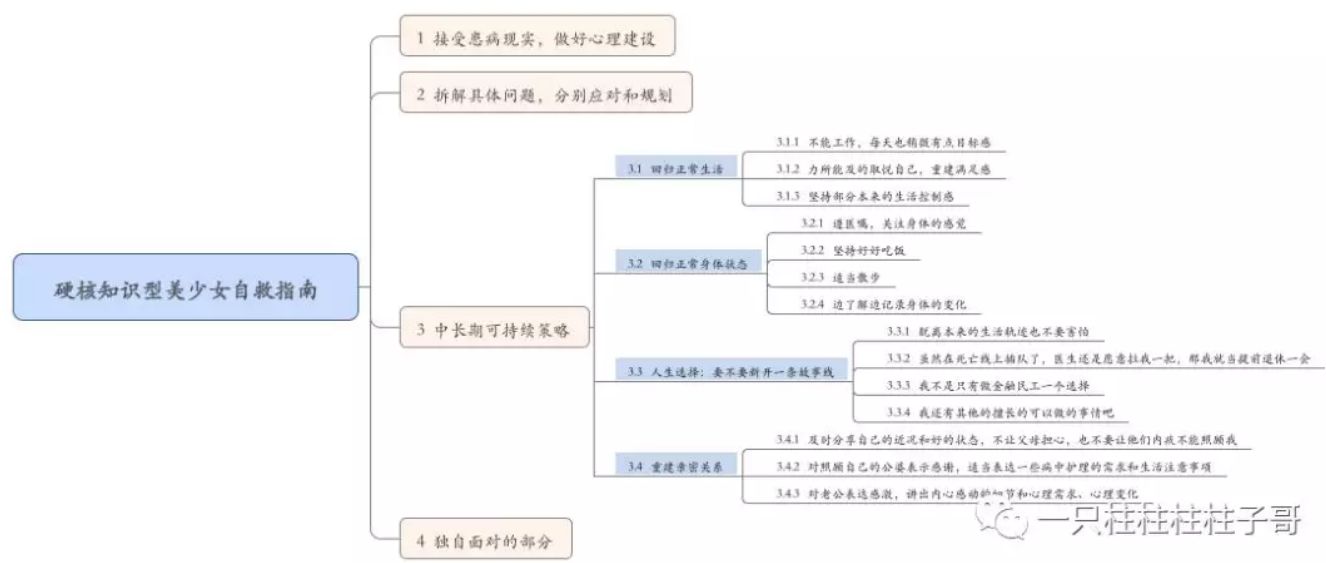 硬核知识型美少女自救指南
1 接受患病现实，做好心理建设
2 拆解具体问题，分别应对和规划
3 中长期可持续策略
3.1 回归正常生活
3.1.1 不能工作，每天也稍微有点目标感
3.1.2 力所能及的取悦自己，重建满足感
3.1.3 坚持部分本来的生活控制感
3.2 回归正常身体状态
3.2.1 遵医嘱，关注身体的感觉
3.2.2 坚持好好吃饭
3.2.3 适当散步
3.2.4 边了解边记录身体的变化
3.3 人生选择：要不要新开一条故事线
3.3.1 脱离本来的生活轨迹也不要害怕
3.3.2 虽然在死亡线上插队了，医生还是愿意拉我一把，那我就当提前退休一会
3.3.3 我不是只有做金融民工一个选择
3.3.4 我还有其他的擅长的可以做的事情吧
3.4 重建亲密关系
3.4.1 及时分享自己的近况和好的状态，不让父母担心，也不要让他们内疚不能照顾我
3.4.2 对照顾自己的公婆表示感谢，适当表达一些病中护理的需求和生活注意事项
3.4.3 对老公表达感激，讲出内心感动的细节和心理需求、心理变化
4 独自面对的部分
一只柱柱柱柱子哥